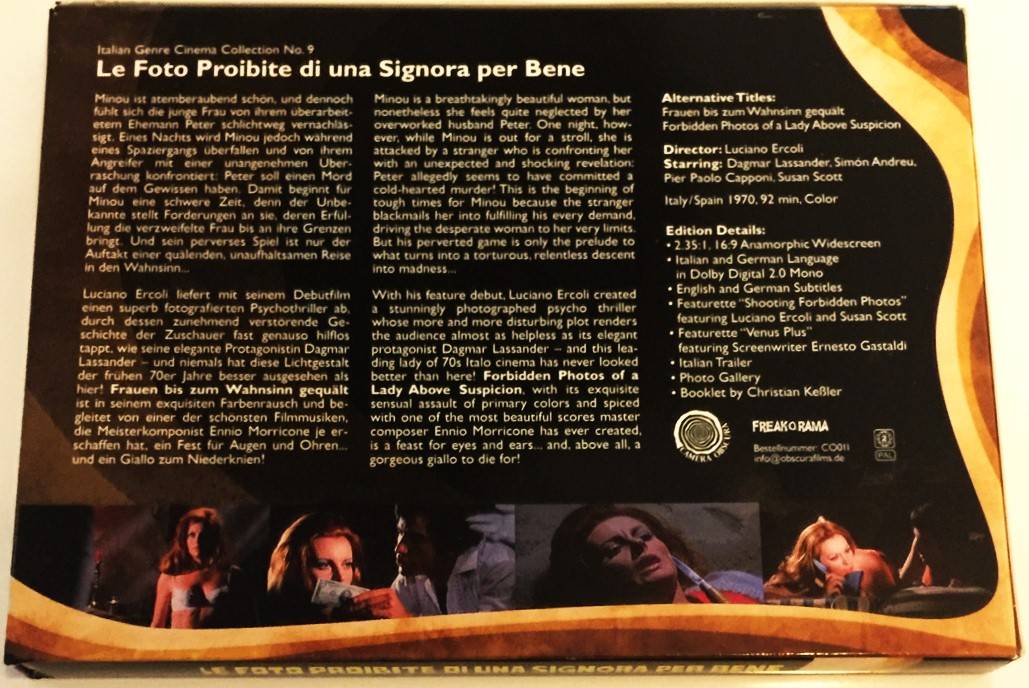 Italian Genre Cinema Collection No. 9
Le Foto Proibite di una Signora per Bene
Minou ist atemberaubend schön, und dennoch
fühlt sich die junge Frau von ihrem überarbeit-
etem Ehemann Peter schlichtweg vernachläs-
sigt. Eines Nachts wird Minou jedoch während
eines Spaziergangs überfallen und von ihrem
Angreifer mit einer unangenehmen Über-
raschung konfrontiert: Peter soll einen Mord
auf dem Gewissen haben. Damit beginnt für
Minou eine schwere Zeit, denn der Unbe-
kannte stellt Forderungen an sie, deren Erfül-
lung die verzweifelte Frau bis an ihre Grenzen
bringt. Und sein perverses Spiel ist nur der
Auftakt einer quälenden, unaufhaltsamen Reise
in den Wahnsinn...
Luciano Ercoli liefert mit seinem Debutfilm
einen superb fotografierten Psychothriller ab,
durch dessen zunehmend verstörende Ge-
schichte der Zuschauer fast genauso hilflos
tappt, wie seine elegante Protagonistin Dagmar
Lassander – und niemals hat diese Lichtgestalt
der frühen 70er Jahre besser ausgesehen als
hier! Frauen bis zum Wahnsinn gequält
ist in seinem exquisiten Farbenrausch und be-
gleitet von einer der schönsten Filmmusiken,
die Meisterkomponist Ennio Morricone je er-
schaffen hat, ein Fest für Augen und Ohren...
und ein Giallo zum Niederknien!
Minou is a breathtakingly beautiful woman, but
nonetheless she feels quite neglected by her
overworked husband Peter. One night, how-
ever, while Minou is out for a stroll, she is
attacked by a stranger who is confronting her
with an unexpected and shocking revelation:
Peter allegedly seems to have committed a
cold-hearted murder! This is the beginning of
tough times for Minou because the stranger
blackmails her into fulfilling his every demand,
driving the desperate woman to her very limits.
But his perverted game is only the prelude to
what turns into a torturous, relentless descent
into madness...
With his feature debut, Luciano Ercoli created
a stunningly photographed psycho thriller
whose more and more disturbing plot renders
the audience almost as helpless as its elegant
protagonist Dagmar Lassander – and this lea-
ding lady of 70s Italo cinema has never looked
better than here! Forbidden Photos of a
Lady Above Suspicion, with its exquisite
sensual assault of primary colors and spiced
with one of the most beautiful scores master
composer Ennio Morricone has ever created,
is a feast for eyes and ears... and, above all, a
gorgeous giallo to die for!
Alternative Titles:
Frauen bis zum Wahnsinn gequält
Forbidden Photos of a Lady Above Suspicion
Director: Luciano Ercoli
Starring: Dagmar Lassander, Simón Andreu,
Pier Paolo Capponi, Susan Scott
Italy/Spain 1970, 92 min, Color
Edition Details:
• 2.35:1, 16:9 Anamorphic Widescreen
• Italian and German Language
in Dolby Digital 2.0 Mono
• English and German Subtitles
• Featurette "Shooting Forbidden Photos"
featuring Luciano Ercoli and Susan Scott
• Featurette "Venus Plus"
featuring Screenwriter Ernesto Gastaldi
• Italian Trailer
• Photo Gallery
• Booklet by Christian Keßler
CAMERA OBSCURA
FREAK O RAMA
Bestellnummer: CO011
info@obscurafilms.de
2
PAL
LE FOTO PROIBITE DI UNA SIGNORA PER BENE